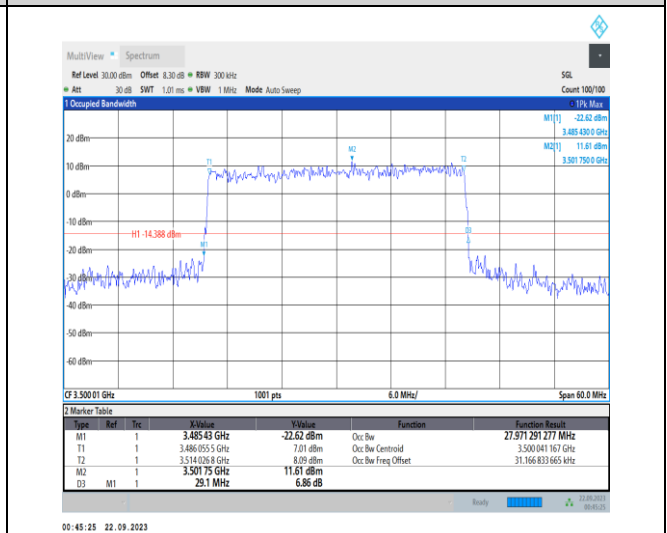 MultiView Spectrum
Ref Level 30.00 dBm Offset 8.30 dB RBW 300 kHz SGL
Att 30 dB SWT 1.01 ms VBW 1 MHz Mode Auto Sweep Count 100/100
1 Occupied Bandwidth 1Pk Max
M1[1] -22.62 dBm
3.485 430 0 GHz
M2[1] 11.61 dBm
3.501 750 0 GHz
20 dBm
10 dBm
0 dBm
-10 dBm
-20 dBm
-30 dBm
-40 dBm
-50 dBm
-60 dBm
T1
M2
T2
H1 -14.388 dBm
M1
D3
CF 3.500 01 GHz 1001 pts 6.0 MHz/ Span 60.0 MHz
2 Marker Table
Type Ref Trc X-Value Y-Value Function Function Result
M1 1 3.485 43 GHz -22.62 dBm Occ Bw 27.971 291 277 MHz
T1 1 3.486 055 5 GHz 7.01 dBm Occ Bw Centroid 3.500 041 167 GHz
T2 1 3.514 026 8 GHz 8.09 dBm Occ Bw Freq Offset 31.166 833 665 kHz
M2 1 3.501 75 GHz 11.61 dBm
D3 M1 1 29.1 MHz 6.86 dB
Ready 22.09.2023
00:45:25
00:45:25 22.09.2023